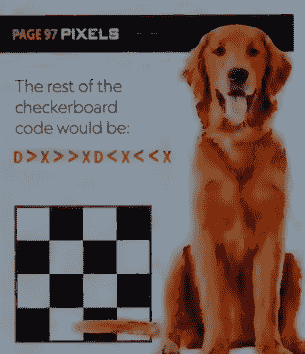 PAGE 97 PIXELS
The rest of the
checkerboard
code would be:
D>X>>XD<X<<X